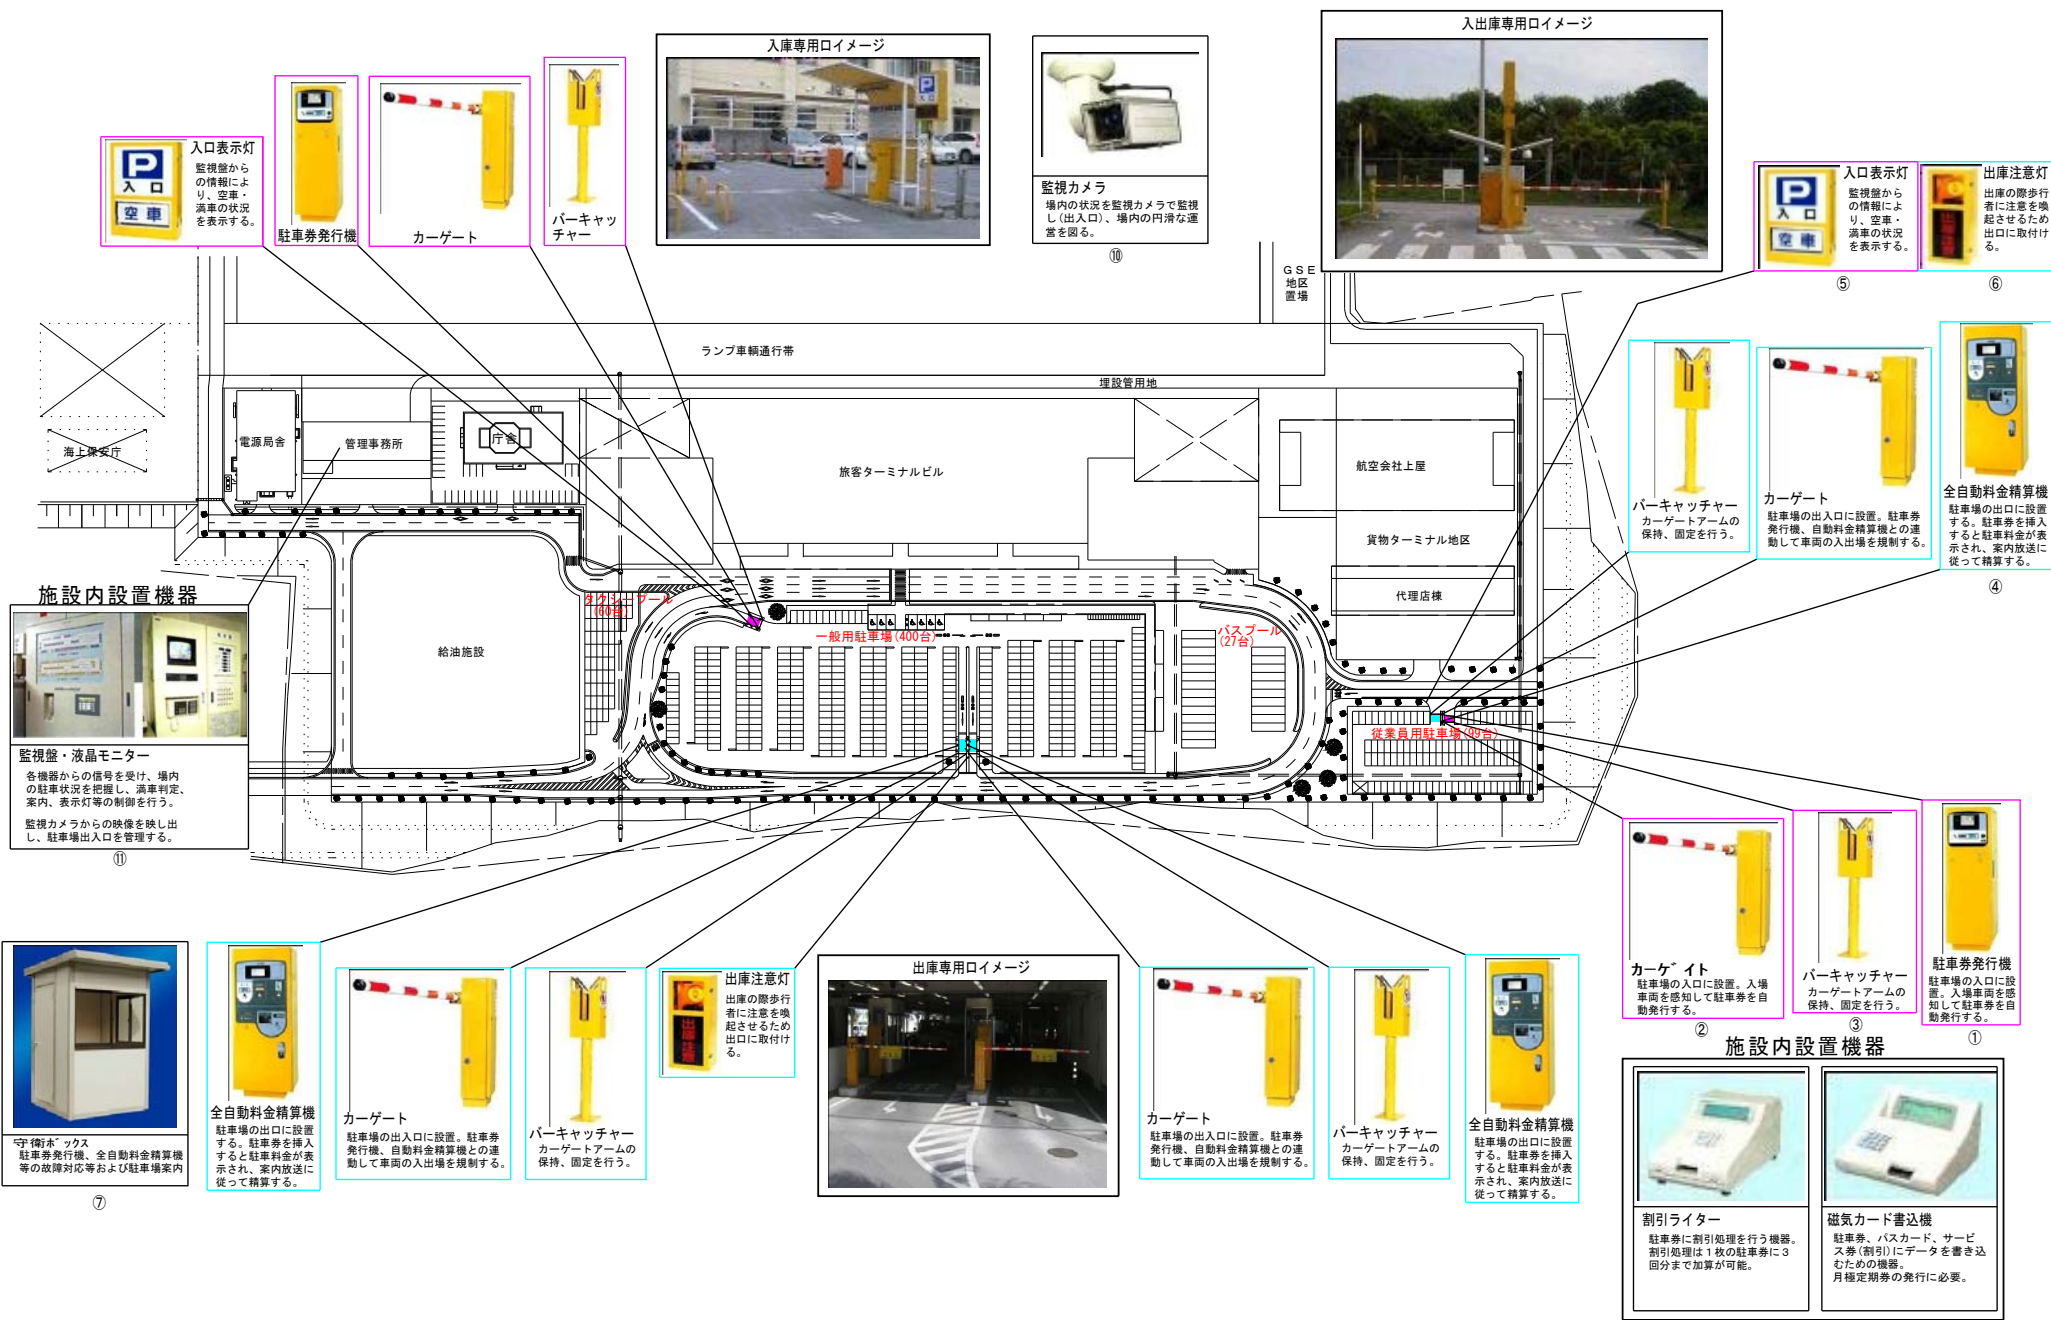 入庫専用口イメージ
入出庫専用口イメージ
P
入口
空車
入口表示灯
監視盤から
の情報によ
り、空車・
満車の状況
を表示する。
駐車券発行機
カーゲート
バーキャッ
チャー
P
入口
監視カメラ
場内の状況を監視カメラで監視
し(出入口)、場内の円滑な運
営を図る。
⑩
P
入口
空車
入口表示灯
監視盤から
の情報によ
り、空車・
満車の状況
を表示する。
⑤
出庫注意灯
出庫の際歩行
者に注意を喚
起させるため
出口に取付け
る。
⑥
GSE
地区
置場
ランプ車輌通行帯
埋設管用地
海上保安庁
電源局舎
管理事務所
庁舎
旅客ターミナルビル
航空会社上屋
貨物ターミナル地区
代理店棟
給油施設
タクシープール
(60台)
一般用駐車場(400台)
バスプール
(27台)
従業員用駐車場(99台)
バーキャッチャー
カーゲートアームの
保持、固定を行う。
カーゲート
駐車場の出入口に設置。駐車券
発行機、自動料金精算機との連
動して車両の入出場を規制する。
全自動料金精算機
駐車場の出口に設置
する。駐車券を挿入
すると駐車料金が表
示され、案内放送に
従って精算する。
④
施設内設置機器
監視盤・液晶モニター
各機器からの信号を受け、場内
の駐車状況を把握し、満車判定、
案内、表示灯等の制御を行う。
監視カメラからの映像を映し出
し、駐車場出入口を管理する。
⑪
守衛ボックス
駐車券発行機、全自動料金精算機
等の故障対応等および駐車場案内
⑦
全自動料金精算機
駐車場の出口に設置
する。駐車券を挿入
すると駐車料金が表
示され、案内放送に
従って精算する。
カーゲート
駐車場の出入口に設置。駐車券
発行機、自動料金精算機との連
動して車両の入出場を規制する。
バーキャッチャー
カーゲートアームの
保持、固定を行う。
出庫注意
出庫注意灯
出庫の際歩行
者に注意を喚
起させるため
出口に取付け
る。
出庫専用口イメージ
カーゲート
駐車場の出入口に設置。駐車券
発行機、自動料金精算機との連
動して車両の入出場を規制する。
バーキャッチャー
カーゲートアームの
保持、固定を行う。
全自動料金精算機
駐車場の出口に設置
する。駐車券を挿入
すると駐車料金が表
示され、案内放送に
従って精算する。
カーゲイト
駐車場の入口に設置。入場
車両を感知して駐車券を自
動発行する。
②
バーキャッチャー
カーゲートアームの
保持、固定を行う。
③
駐車券発行機
駐車場の入口に設
置。入場車両を感
知して駐車券を自
動発行する。
①
施設内設置機器
割引ライター
駐車券に割引処理を行う機器。
割引処理は1枚の駐車券に3
回分まで加算が可能。
磁気カード書込機
駐車券、パスカード、サービ
ス券(割引)にデータを書き込
むための機器。
月極定期券の発行に必要。